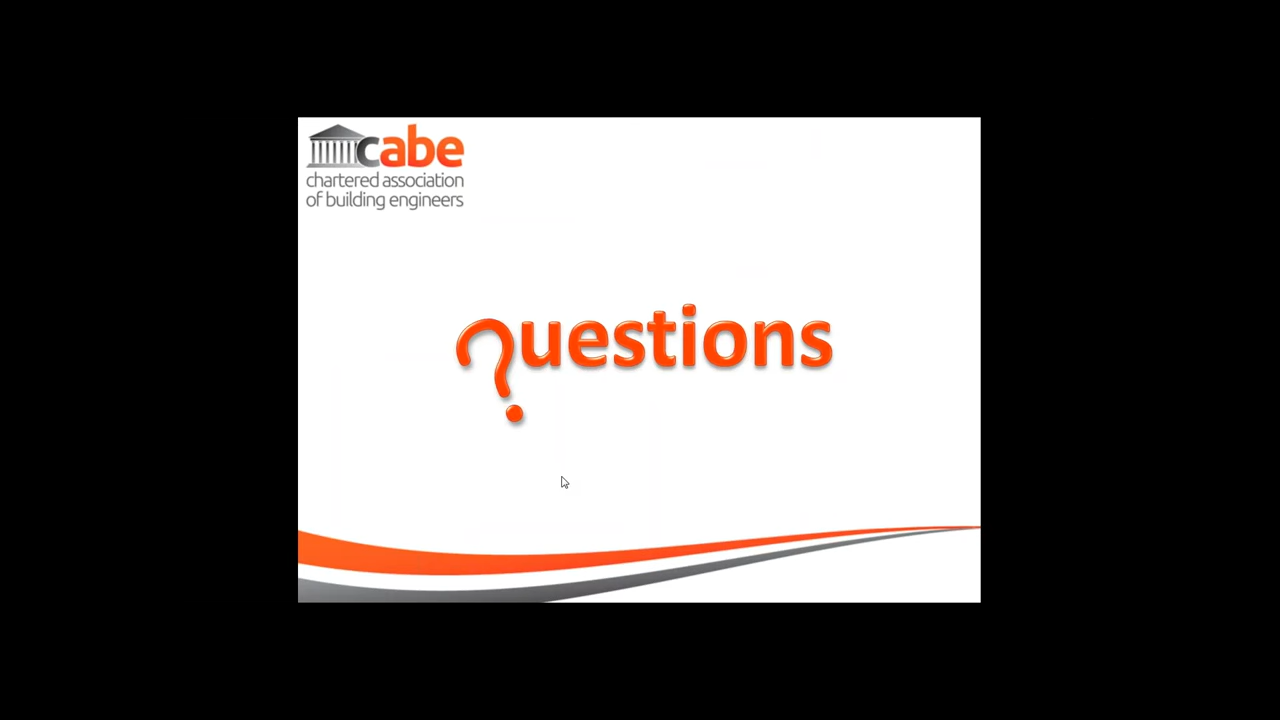 cabe
chartered association
of building engineers
?uestions